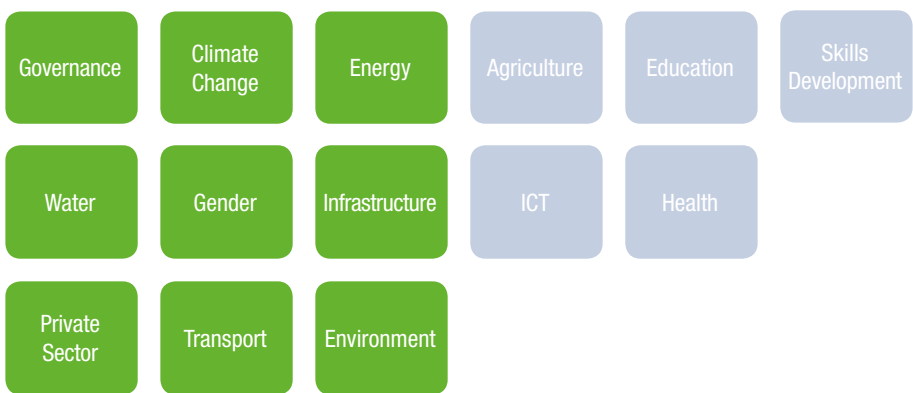 Governance
Climate
Change
Energy
Agriculture
Education
Skills
Development
Water
Gender
Infrastructure
ICT
Health
Private
Sector
Transport
Environment